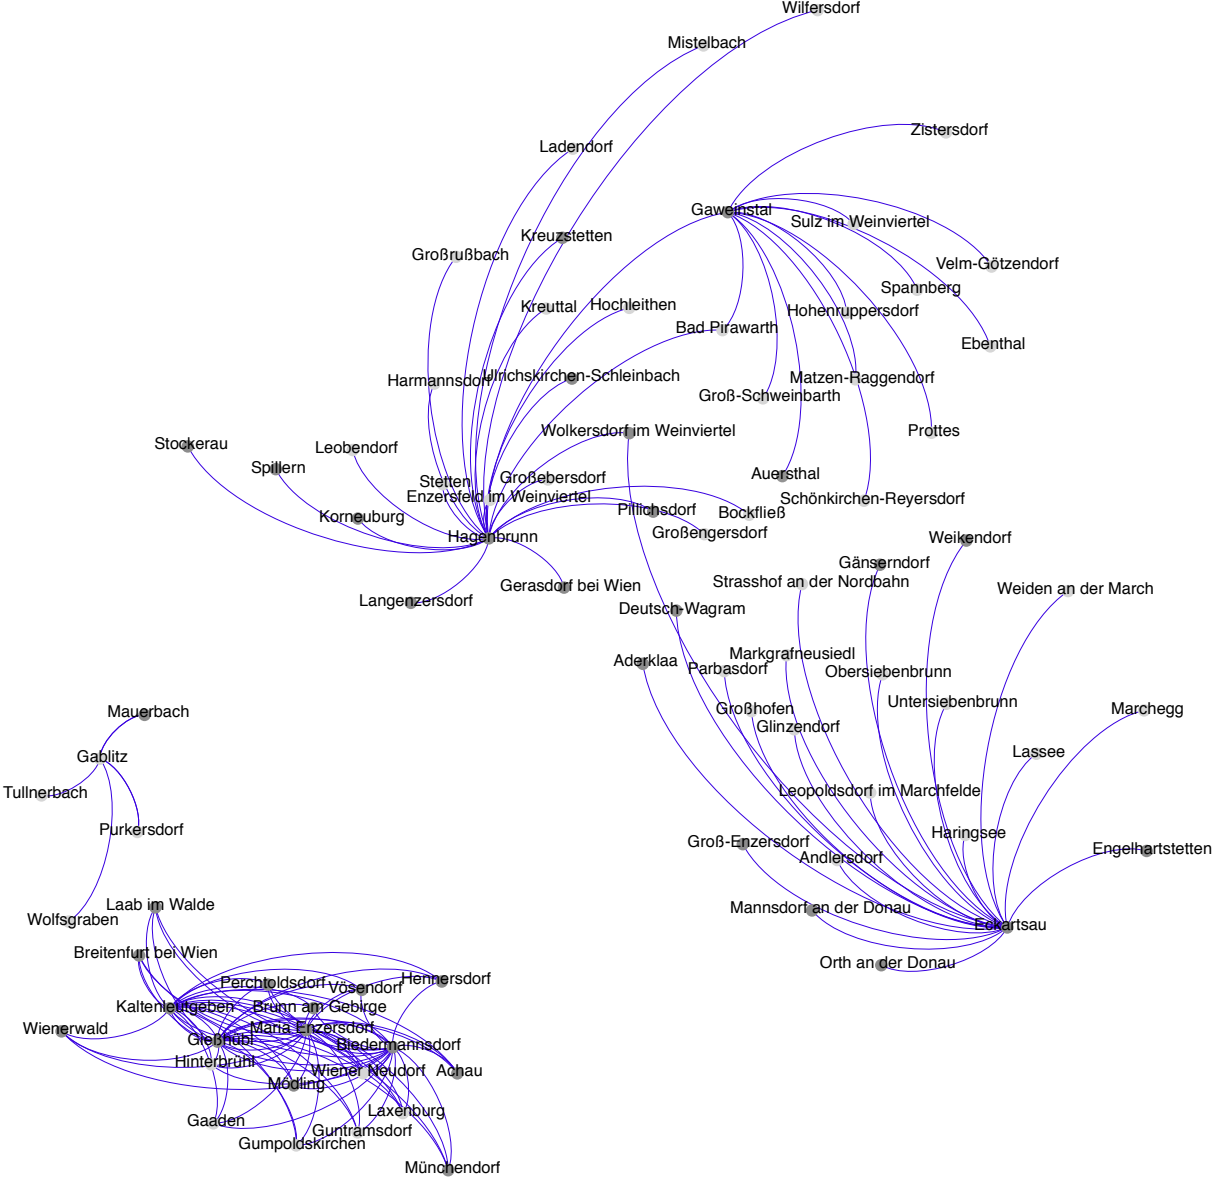 Wilfersdorf
Mistelbach
Zistersdorf
Ladendorf
Gaweinstal
Sulz im Weinviertel
Kreuzstetten
Großrußbach
Velm-Götzendorf
Spannberg
Kreuttal
Hochleithen
Hohenruppersdorf
Bad Pirawarth
Ebenthal
Harmannsdorf
Ulrichskirchen-Schleinbach
Matzen-Raggendorf
Groß-Schweinbarth
Stockerau
Leobendorf
Wolkersdorf im Weinviertel
Prottes
Spillern
Stetten
Großebersdorf
Auersthal
Enzersfeld im Weinviertel
Schönkirchen-Reyersdorf
Korneuburg
Pillichsdorf
Bockfließ
Hagenbrunn
Großengersdorf
Weikendorf
Gänserndorf
Langenzersdorf
Gerasdorf bei Wien
Strasshof an der Nordbahn
Weiden an der March
Deutsch-Wagram
Aderklaa
Parbasdorf
Markgrafneusiedl
Obersiebenbrunn
Mauerbach
Großhofen
Untersiebenbrunn
Marchegg
Glinzendorf
Gablitz
Lassee
Tullnerbach
Leopoldsdorf im Marchfelde
Purkersdorf
Haringsee
Groß-Enzersdorf
Andlersdorf
Engelhartstetten
Laab im Walde
Mannsdorf an der Donau
Wolfsgraben
Eckartsau
Breitenfurt bei Wien
Orth an der Donau
Perchtoldsdorf
Vösendorf
Hennersdorf
Kaltenleutgeben
Brunn am Gebirge
Wienerwald
Maria Enzersdorf
Gießhübl
Biedermannsdorf
Hinterbrühl
Wiener Neudorf
Achau
Mödling
Laxenburg
Gaaden
Guntramsdorf
Gumpoldskirchen
Münchendorf